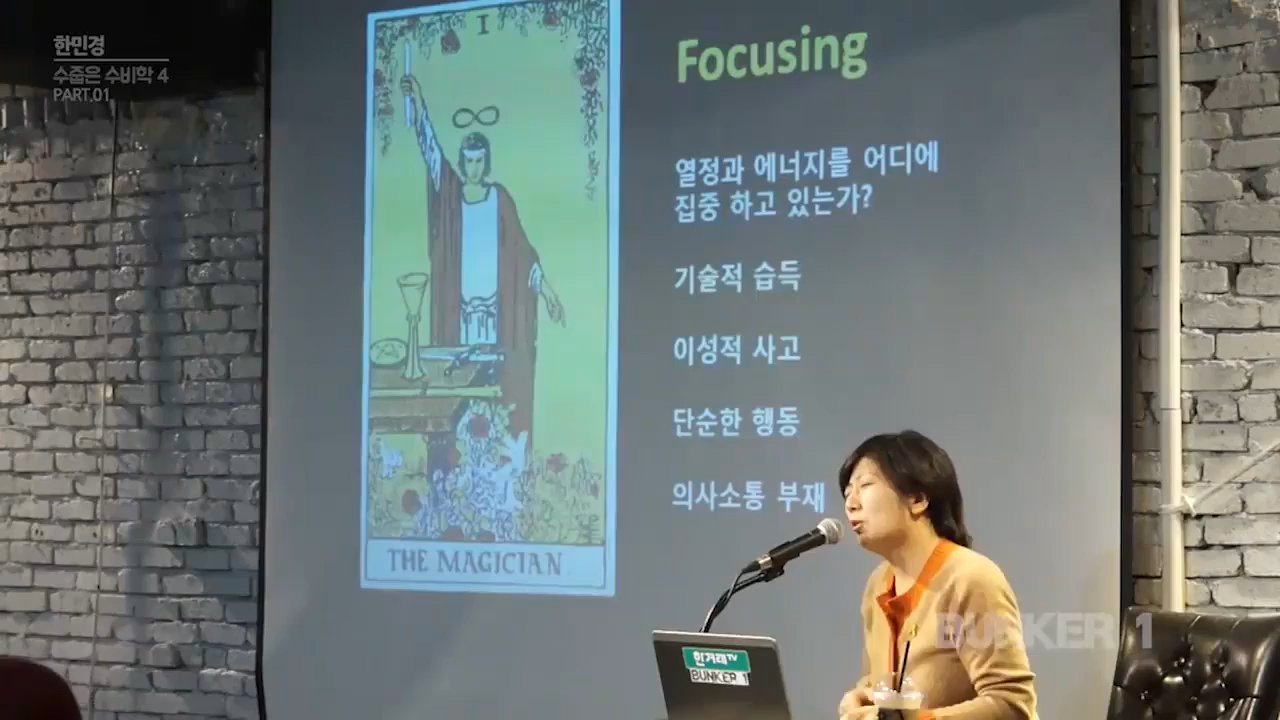 한민경
수줍은 수비학 4
PART.01
I
THE MAGICIAN
Focusing
열정과 에너지를 어디에
집중 하고 있는가?
기술적 습득
이성적 사고
단순한 행동
의사소통 부재
한겨레TV
BUNKER 1
BUNKER 1